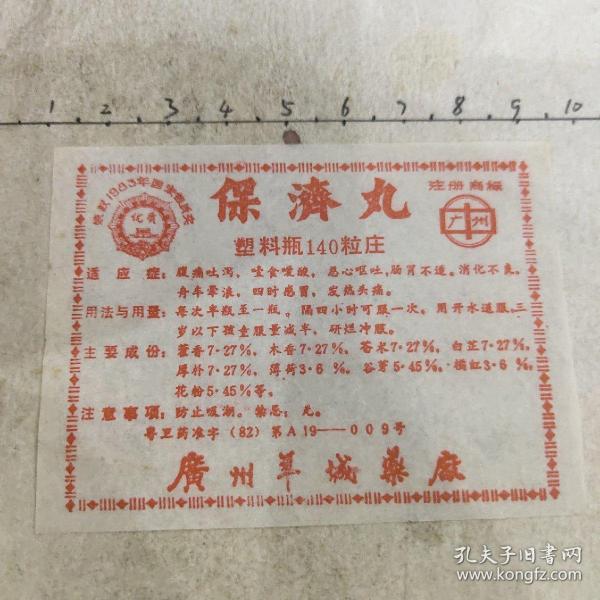 1 2 3 4 5 6 7 8 9 10
荣获1983年国家金质奖
优质
保濟丸
注册商标
广州
塑料瓶140粒庄
适应症：腹痛吐泻，噎食嗳酸，恶心呕吐，肠胃不适，消化不良，
舟车晕浪，四时感冒，发热头痛。
用法与用量：每次半瓶至一瓶。隔四小时可服一次，用开水送服，三
岁以下孩童服量减半，研烂冲服。
主要成份：藿香7·27%，木香7·27%，苍术7·27%，白芷7·27%，
厚朴7·27%，薄荷3·6%，谷芽5·45%，橘红3·6%，
花粉5·45%等。
注意事项：防止吸潮。禁忌：无。
粤卫药准字（82）第A19——009号
廣州羊城藥廠
孔夫子旧书网
www.kongfz.com